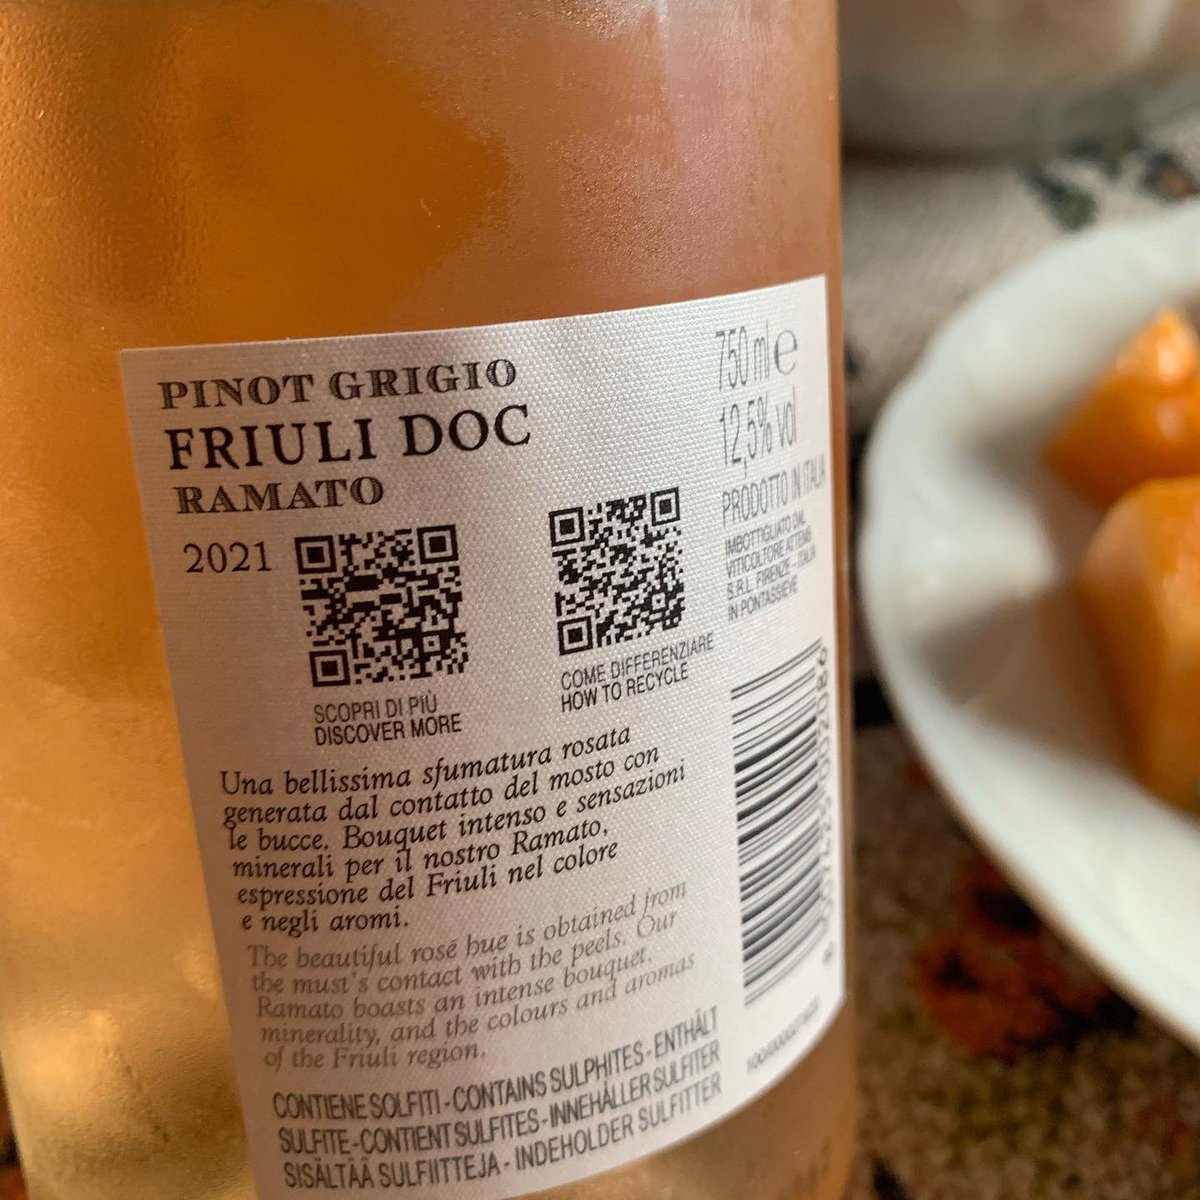 PINOT GRIGIO
FRIULI DOC
RAMATO
2021
SCOPRI DI PIÙ
DISCOVER MORE
COME DIFFERENZIARE
HOW TO RECYCLE
750 ml e
12,5% vol
PRODOTTO IN ITALIA
IMBOTTIGLIATO DAL
VITICOLTORE ATTEMS
S.R.L. FIRENZE - ITALIA
IN PONTASSIEVE
Una bellissima sfumatura rosata
generata dal contatto del mosto con
le bucce. Bouquet intenso e sensazioni
minerali per il nostro Ramato,
espressione del Friuli nel colore
e negli aromi.
The beautiful rosé hue is obtained from
the must's contact with the peels. Our
Ramato boasts an intense bouquet,
minerality, and the colours and aromas
of the Friuli region.
CONTIENE SOLFITI - CONTAINS SULPHITES - ENTHÄLT
SULFITE - CONTIENT SULFITES - INNEHÅLLER SULFITER
SISÄLTÄÄ SULFIITTEJA - INDEHOLDER SULFITTER